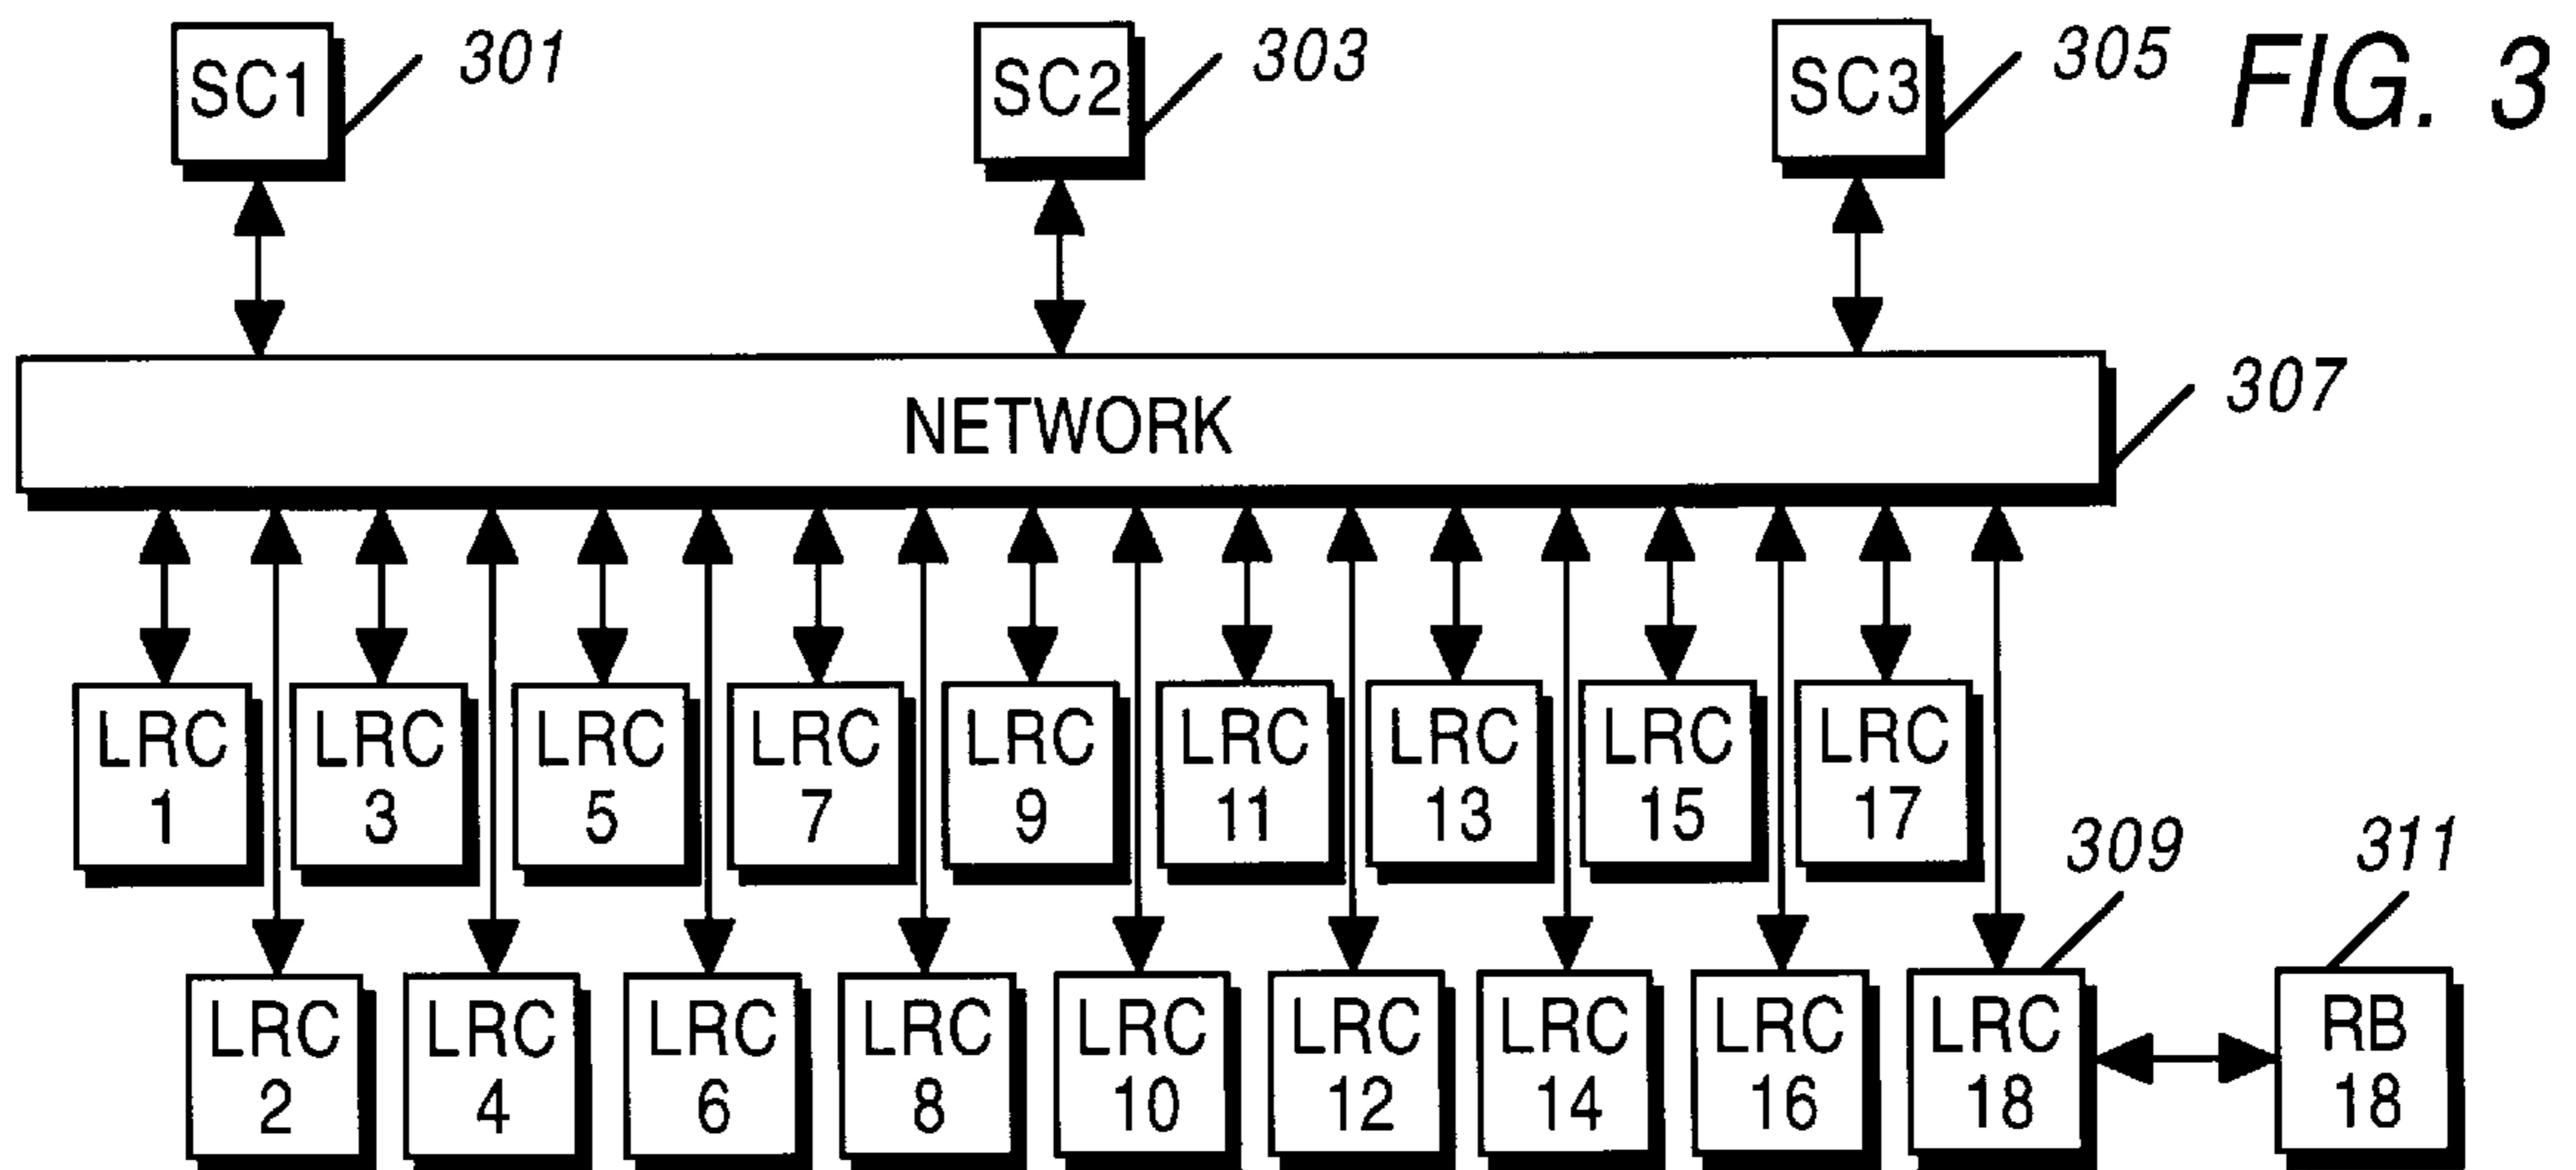 SC1 301 SC2 303 SC3 305 FIG. 3
NETWORK 307
LRC LRC LRC LRC LRC LRC LRC LRC LRC
1 3 5 7 9 11 13 15 17
309 311
LRC LRC LRC LRC LRC LRC LRC LRC LRC RB
2 4 6 8 10 12 14 16 18 18